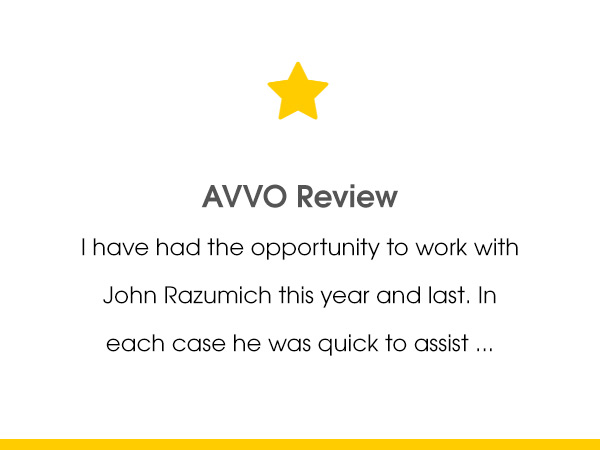 AVVO Review
I have had the opportunity to work with
John Razumich this year and last. In
each case he was quick to assist ...